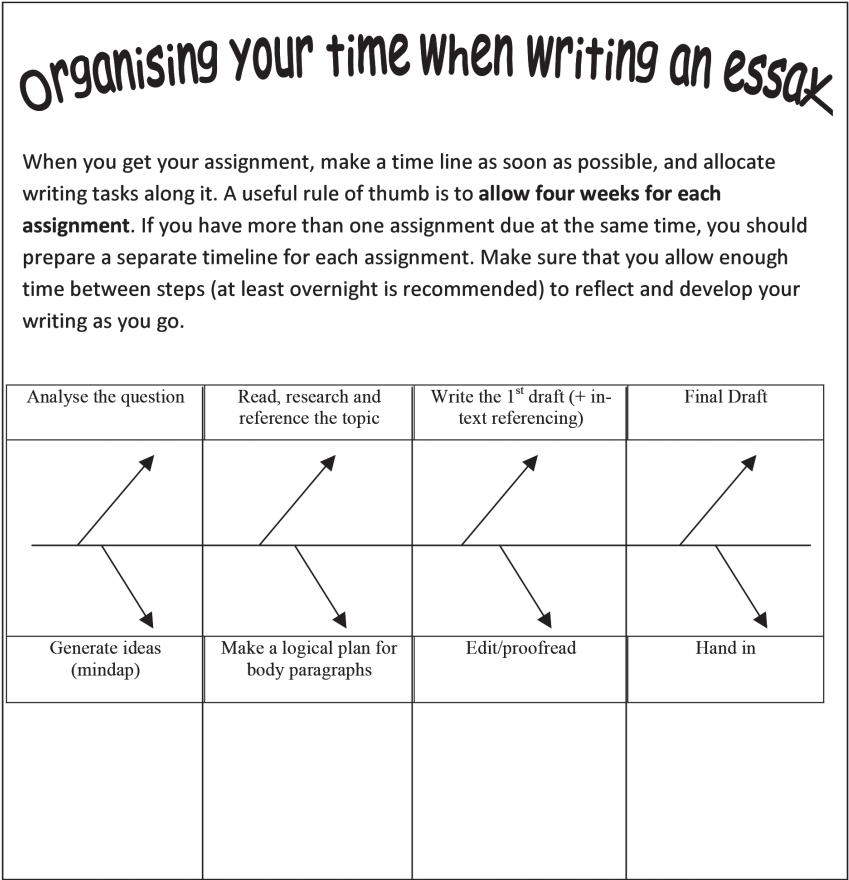 Organising your time when writing an essay
When you get your assignment, make a time line as soon as possible, and allocate
writing tasks along it. A useful rule of thumb is to allow four weeks for each
assignment. If you have more than one assignment due at the same time, you should
prepare a separate timeline for each assignment. Make sure that you allow enough
time between steps (at least overnight is recommended) to reflect and develop your
writing as you go.
Analyse the question
Read, research and
reference the topic
Write the 1st draft (+ in-
text referencing)
Final Draft
Generate ideas
(mindap)
Make a logical plan for
body paragraphs
Edit/proofread
Hand in